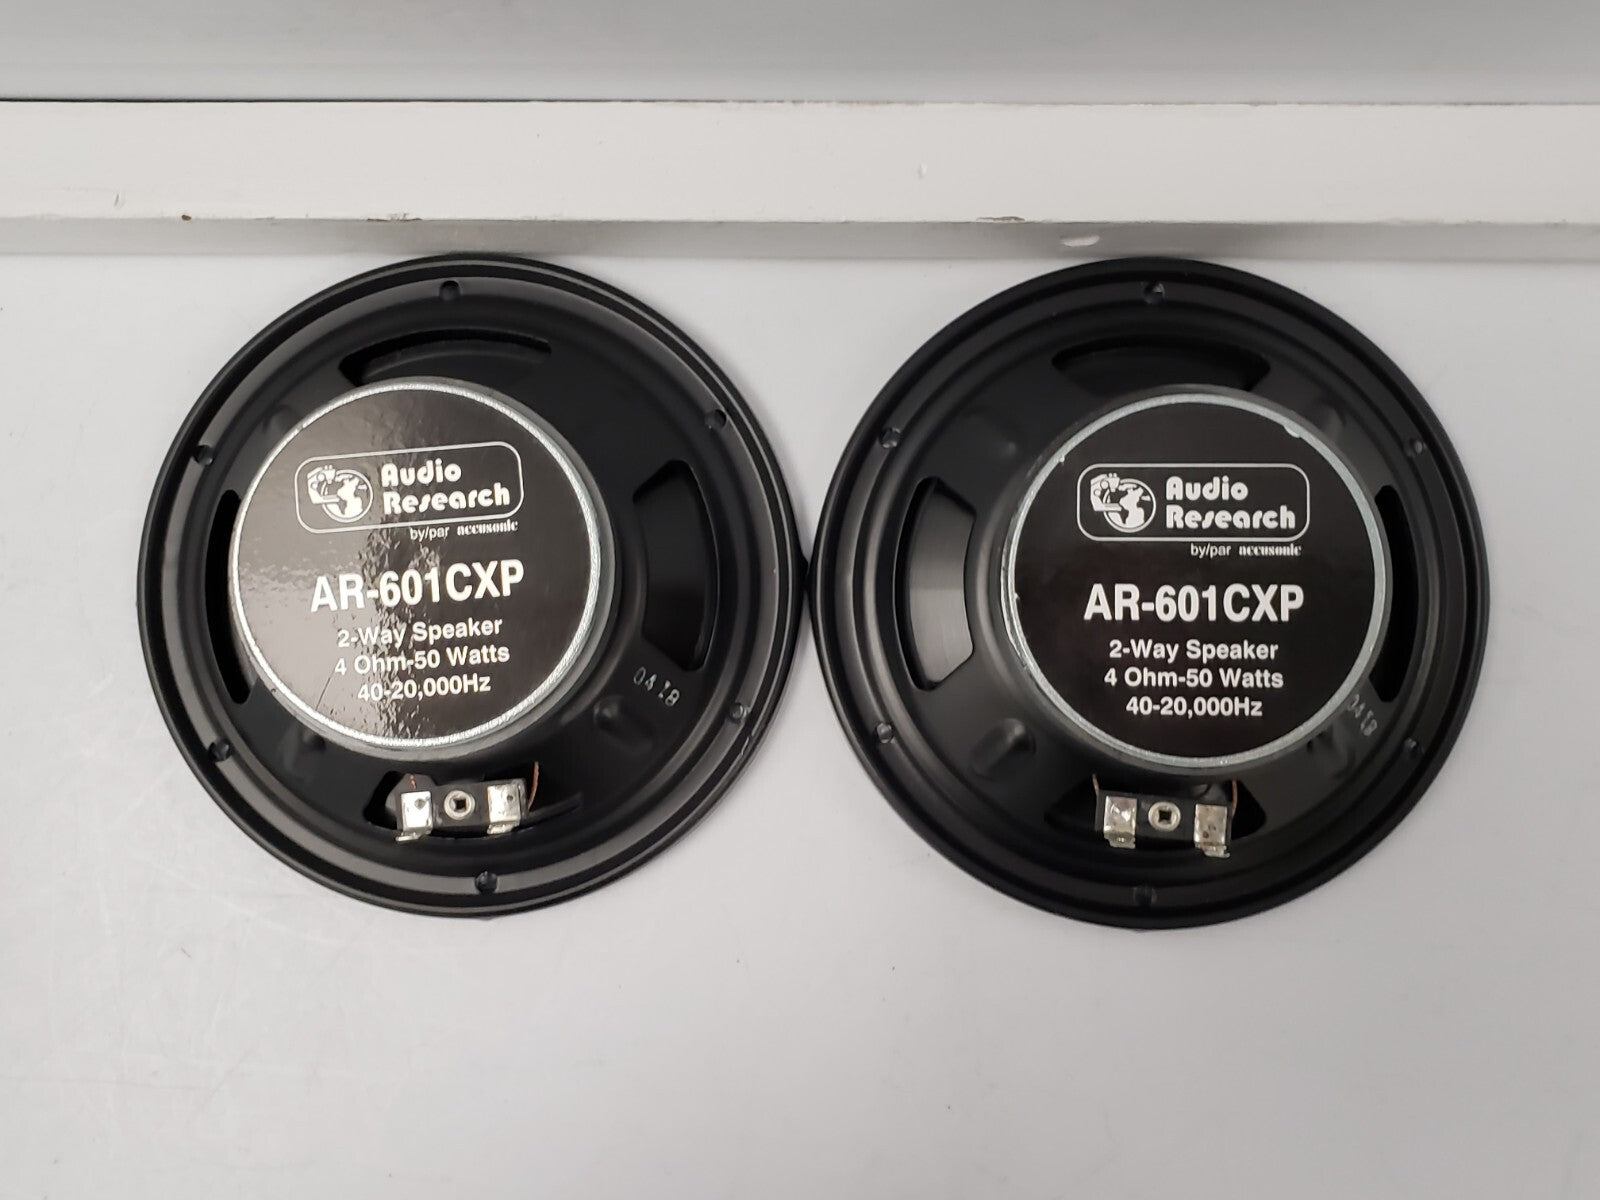 Audio
Research
by/par accusonic
AR-601CXP
2-Way Speaker
4 Ohm-50 Watts
40-20,000Hz
Audio
Research
by/par accusonic
AR-601CXP
2-Way Speaker
4 Ohm-50 Watts
40-20,000Hz